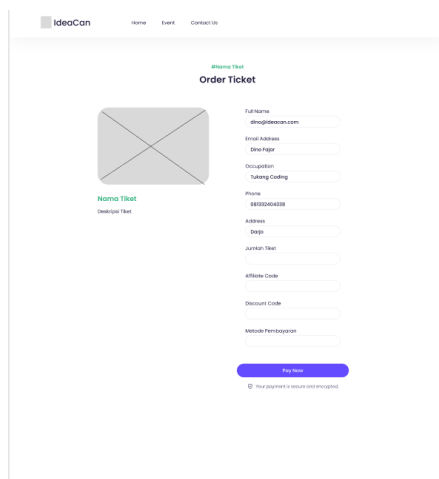 IdeaCan
Home Event Contact Us
#Nama Tiket
Order Ticket
Nama Tiket
Deskripsi Tiket
Full Name
dino@ideacan.com
Email Address
Dino Fajar
Occupation
Tukang Coding
Phone
081332404338
Address
Darjo
Jumlah Tiket
Affiliate Code
Discount Code
Metode Pembayaran
Pay Now
Your payment is secure and encrypted